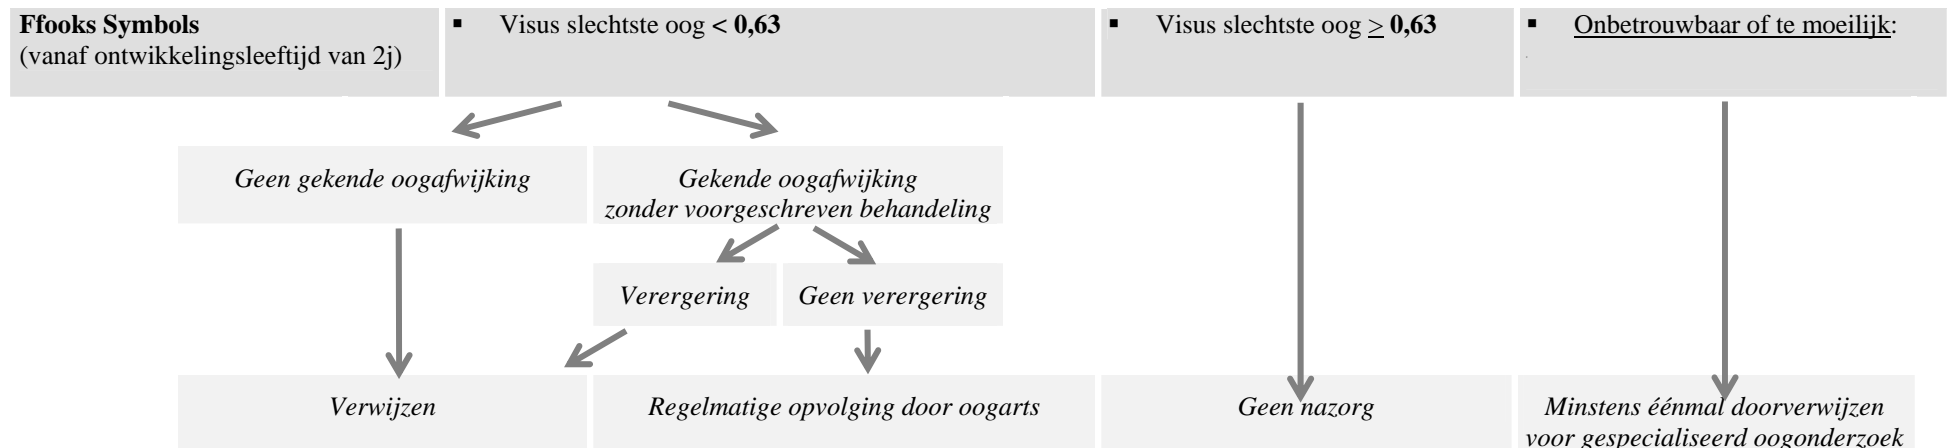 Ffooks Symbols
(vanaf ontwikkelingsleeftijd van 2j)
▪ Visus slechtste oog < 0,63
▪ Visus slechtste oog ≥ 0,63
▪ Onbetrouwbaar of te moeilijk:
Geen gekende oogafwijking
Gekende oogafwijking
zonder voorgeschreven behandeling
Verergering
Geen verergering
Verwijzen
Regelmatige opvolging door oogarts
Geen nazorg
Minstens éénmal doorverwijzen
voor gespecialiseerd oogonderzoek